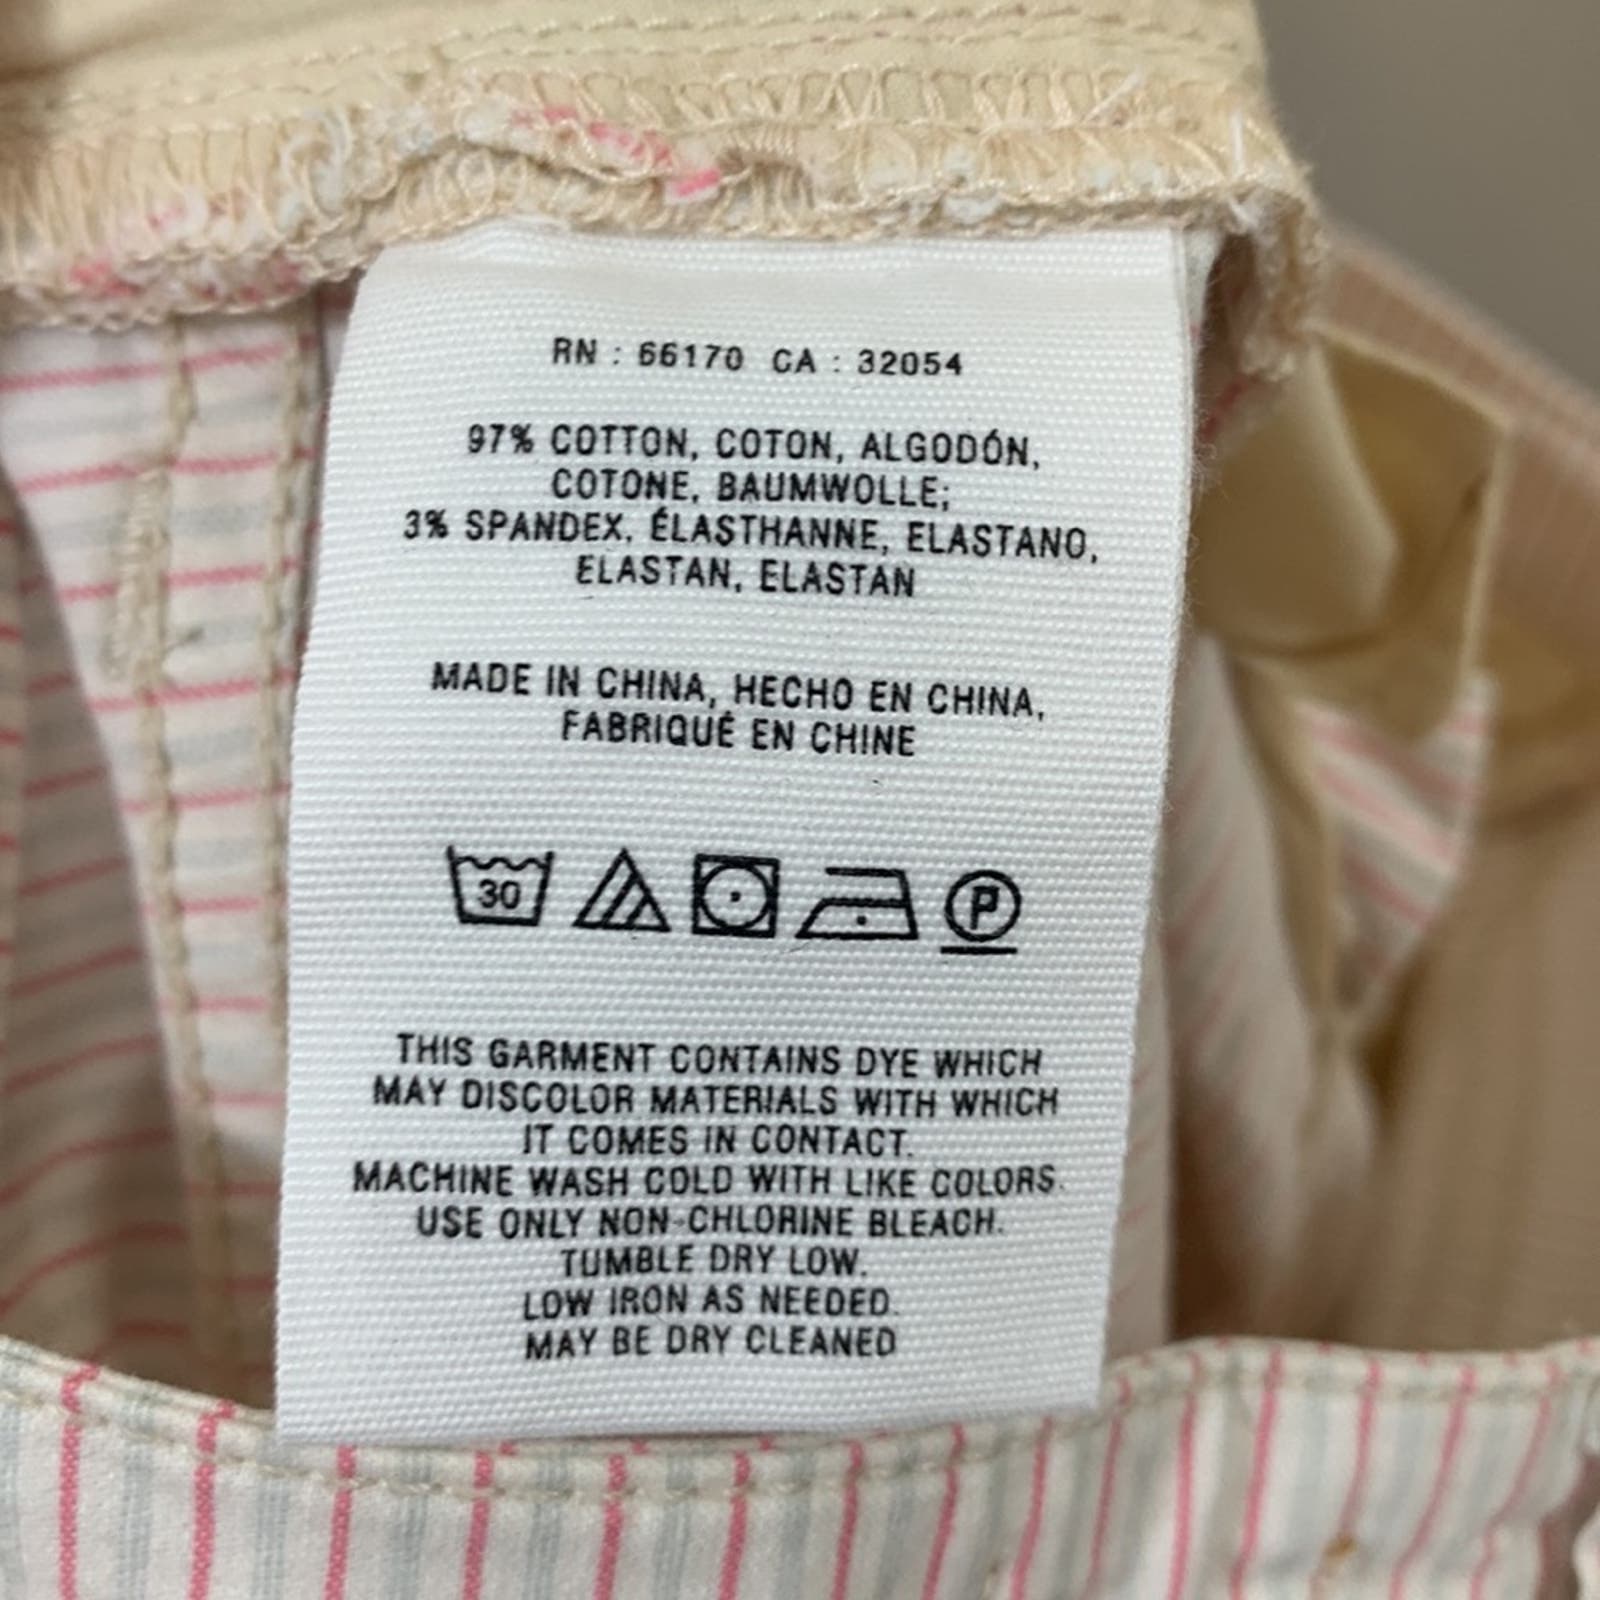 RN : 66170 CA : 32054
97% COTTON, COTON, ALGODÓN,
COTONE, BAUMWOLLE;
3% SPANDEX, ÉLASTHANNE, ELASTANO,
ELASTAN, ELASTAN
MADE IN CHINA, HECHO EN CHINA,
FABRIQUÉ EN CHINE
30 P
THIS GARMENT CONTAINS DYE WHICH
MAY DISCOLOR MATERIALS WITH WHICH
IT COMES IN CONTACT.
MACHINE WASH COLD WITH LIKE COLORS.
USE ONLY NON-CHLORINE BLEACH.
TUMBLE DRY LOW.
LOW IRON AS NEEDED.
MAY BE DRY CLEANED